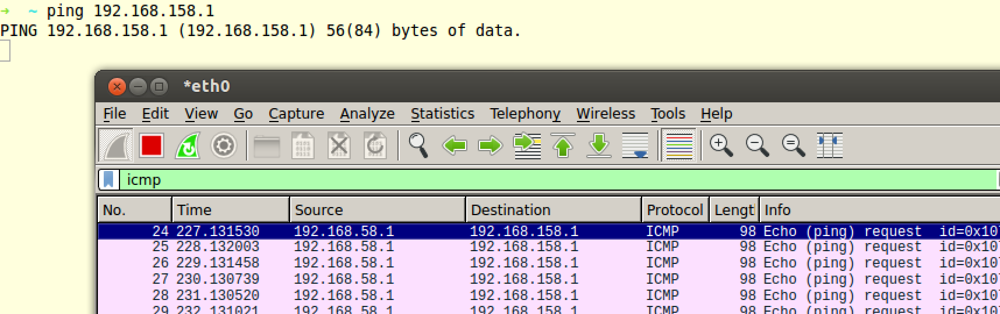 → ~ ping 192.168.158.1
PING 192.168.158.1 (192.168.158.1) 56(84) bytes of data.
*eth0
File Edit View Go Capture Analyze Statistics Telephony Wireless Tools Help
icmp
No. Time Source Destination Protocol Lengt Info
24 227.131530 192.168.58.1 192.168.158.1 ICMP 98 Echo (ping) request id=0x10
25 228.132003 192.168.58.1 192.168.158.1 ICMP 98 Echo (ping) request id=0x10
26 229.131458 192.168.58.1 192.168.158.1 ICMP 98 Echo (ping) request id=0x10
27 230.130739 192.168.58.1 192.168.158.1 ICMP 98 Echo (ping) request id=0x10
28 231.130520 192.168.58.1 192.168.158.1 ICMP 98 Echo (ping) request id=0x10
29 232.131021 192.168.58.1 192.168.158.1 ICMP 98 Echo (ping) request id=0x10